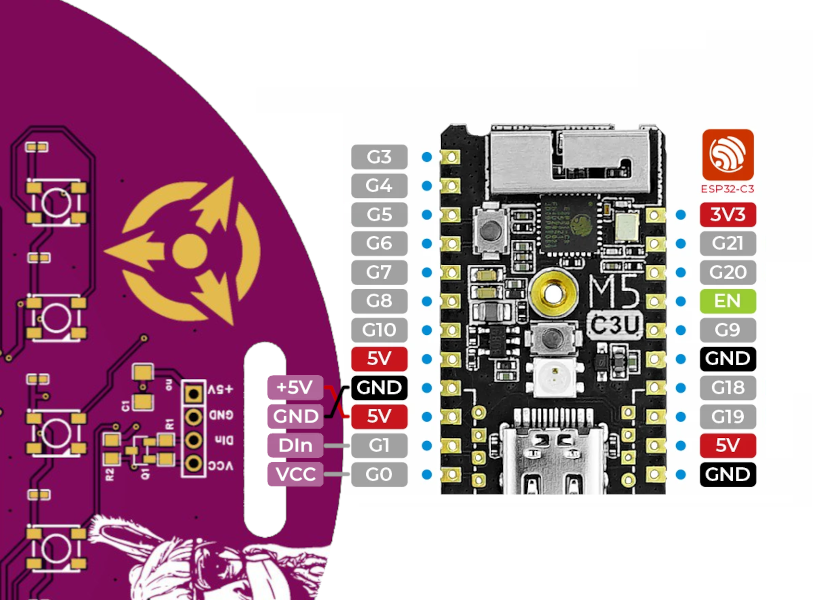 G3
G4
G5
G6
G7
G8
G10
5V
+5V
GND
GND
5V
DIn
G1
VCC
G0
ESP32-C3
3V3
G21
G20
EN
G9
GND
G18
G19
5V
GND
M5
C3U
+5V
GND
DIn
VCC
no
C1
R1
R2
Q1